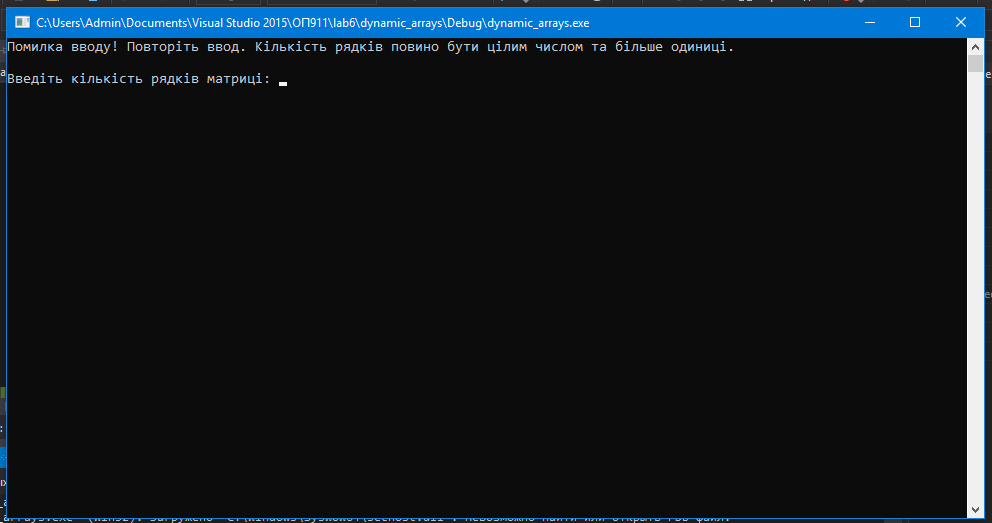 C:\Users\Admin\Documents\Visual Studio 2015\ОП911\lab6\dynamic_arrays\Debug\dynamic_arrays.exe
Помилка вводу! Повторіть ввод. Кількість рядків повино бути цілим числом та більше одиниці.
Введіть кількість рядків матриці: